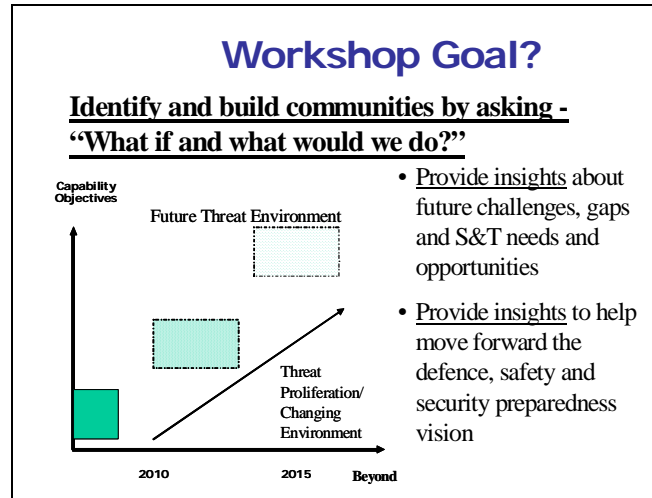 Workshop Goal?
Identify and build communities by asking -
“What if and what would we do?”
Capability
Objectives
Future Threat Environment
Threat
Proliferation/
Changing
Environment
2010
2015
Beyond
• Provide insights about
future challenges, gaps
and S&T needs and
opportunities
• Provide insights to help
move forward the
defence, safety and
security preparedness
vision